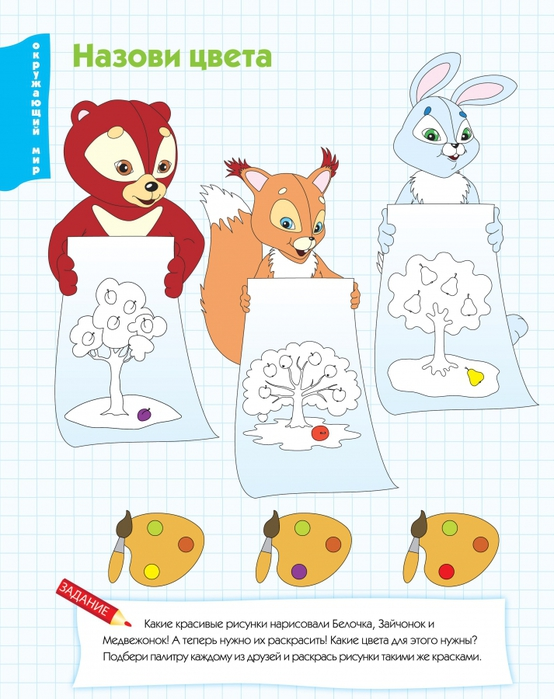 окружающий мир
Назови цвета
ЗАДАНИЕ
Какие красивые рисунки нарисовали Белочка, Зайчонок и
Медвежонок! А теперь нужно их раскрасить! Какие цвета для этого нужны?
Подбери палитру каждому из друзей и раскрась рисунки такими же красками.